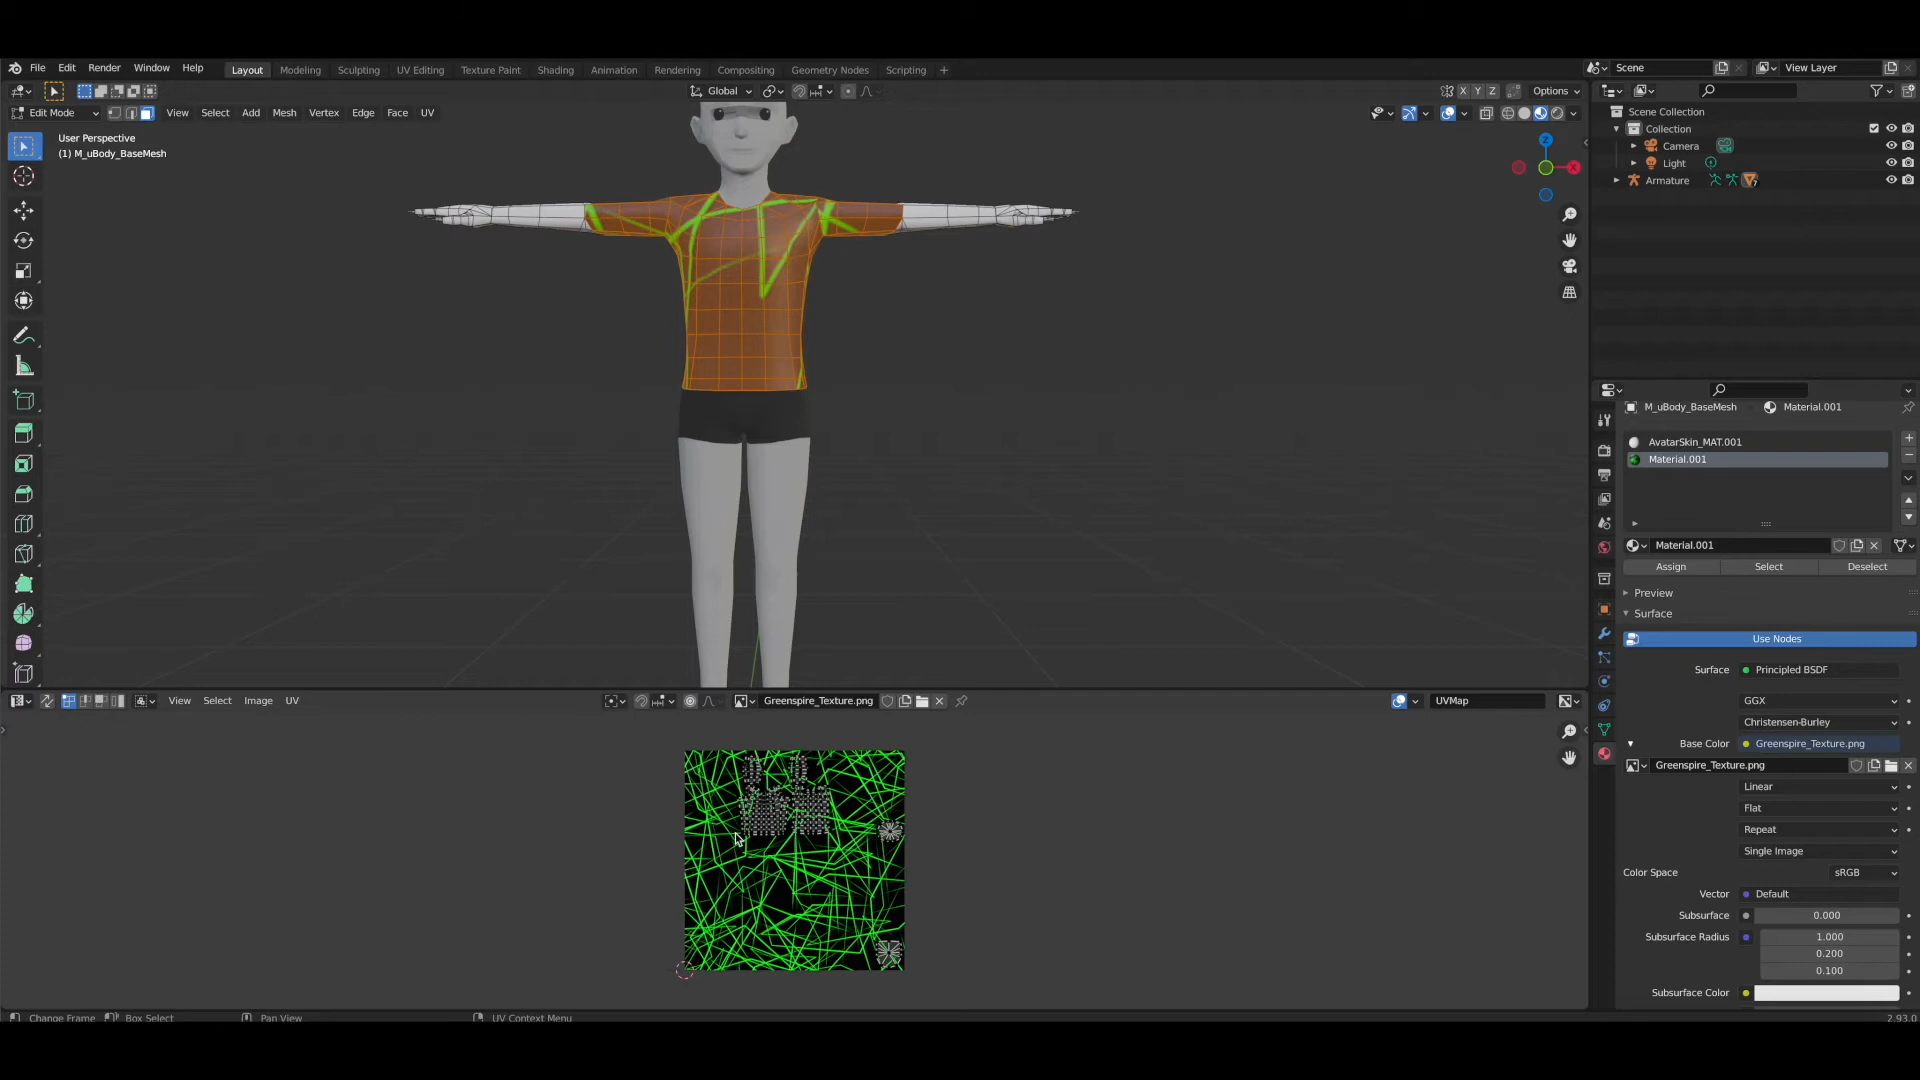 File Edit Render Window Help Layout Modeling Sculpting UV Editing Texture Paint Shading Animation Rendering Compositing Geometry Nodes Scripting + Scene View Layer
Global X Y Z Options
Edit Mode View Select Add Mesh Vertex Edge Face UV
User Perspective
(1) M_uBody_BaseMesh
Z
X
Scene Collection
Collection
Camera
Light
Armature 7
M_uBody_BaseMesh Material.001
AvatarSkin_MAT.001
Material.001
Material.001
Assign Select Deselect
Preview
Surface
Use Nodes
Surface Principled BSDF
GGX
Christensen-Burley
Base Color Greenspire_Texture.png
Greenspire_Texture.png
Linear
Flat
Repeat
Single Image
Color Space sRGB
Vector Default
Subsurface 0.000
Subsurface Radius 1.000
0.200
0.100
Subsurface Color
View Select Image UV Greenspire_Texture.png UVMap
Change Frame Box Select Pan View UV Context Menu 2.93.0